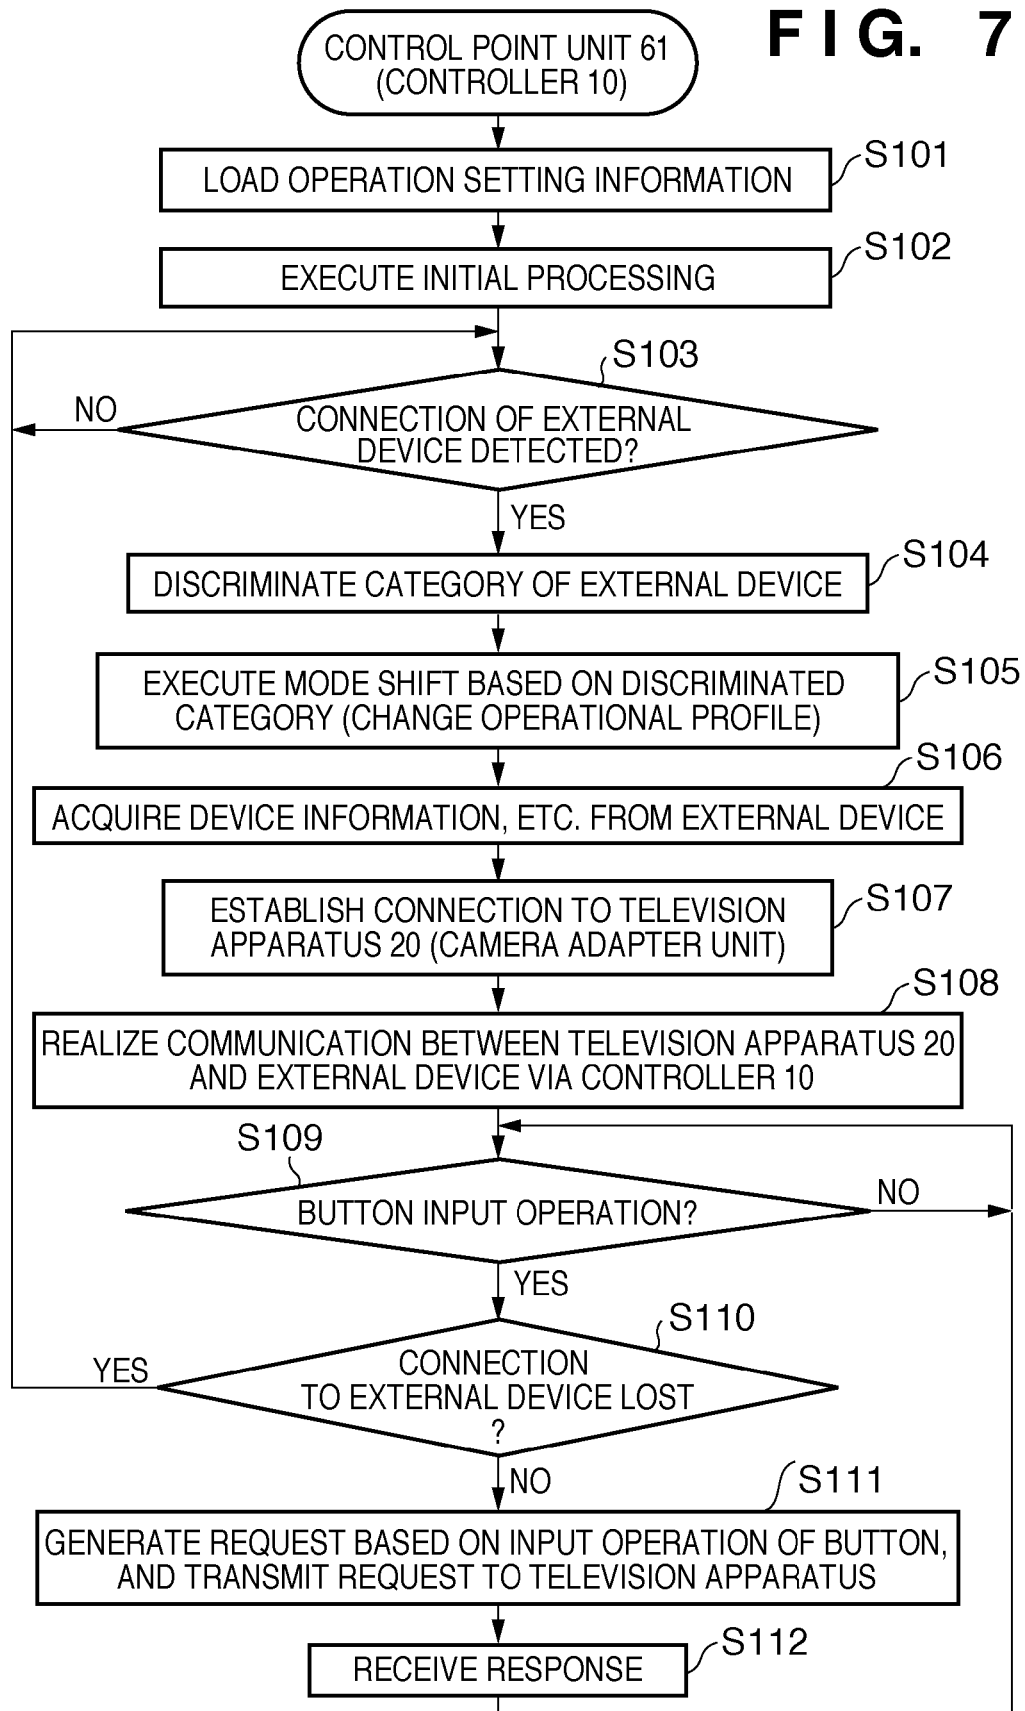 FIG. 7
CONTROL POINT UNIT 61
(CONTROLLER 10)
S101
LOAD OPERATION SETTING INFORMATION
S102
EXECUTE INITIAL PROCESSING
S103
NO
CONNECTION OF EXTERNAL
DEVICE DETECTED?
YES
S104
DISCRIMINATE CATEGORY OF EXTERNAL DEVICE
S105
EXECUTE MODE SHIFT BASED ON DISCRIMINATED
CATEGORY (CHANGE OPERATIONAL PROFILE)
S106
ACQUIRE DEVICE INFORMATION, ETC. FROM EXTERNAL DEVICE
S107
ESTABLISH CONNECTION TO TELEVISION
APPARATUS 20 (CAMERA ADAPTER UNIT)
S108
REALIZE COMMUNICATION BETWEEN TELEVISION APPARATUS 20
AND EXTERNAL DEVICE VIA CONTROLLER 10
S109
BUTTON INPUT OPERATION?
NO
YES
S110
YES
CONNECTION
TO EXTERNAL DEVICE LOST
?
NO
S111
GENERATE REQUEST BASED ON INPUT OPERATION OF BUTTON,
AND TRANSMIT REQUEST TO TELEVISION APPARATUS
S112
RECEIVE RESPONSE